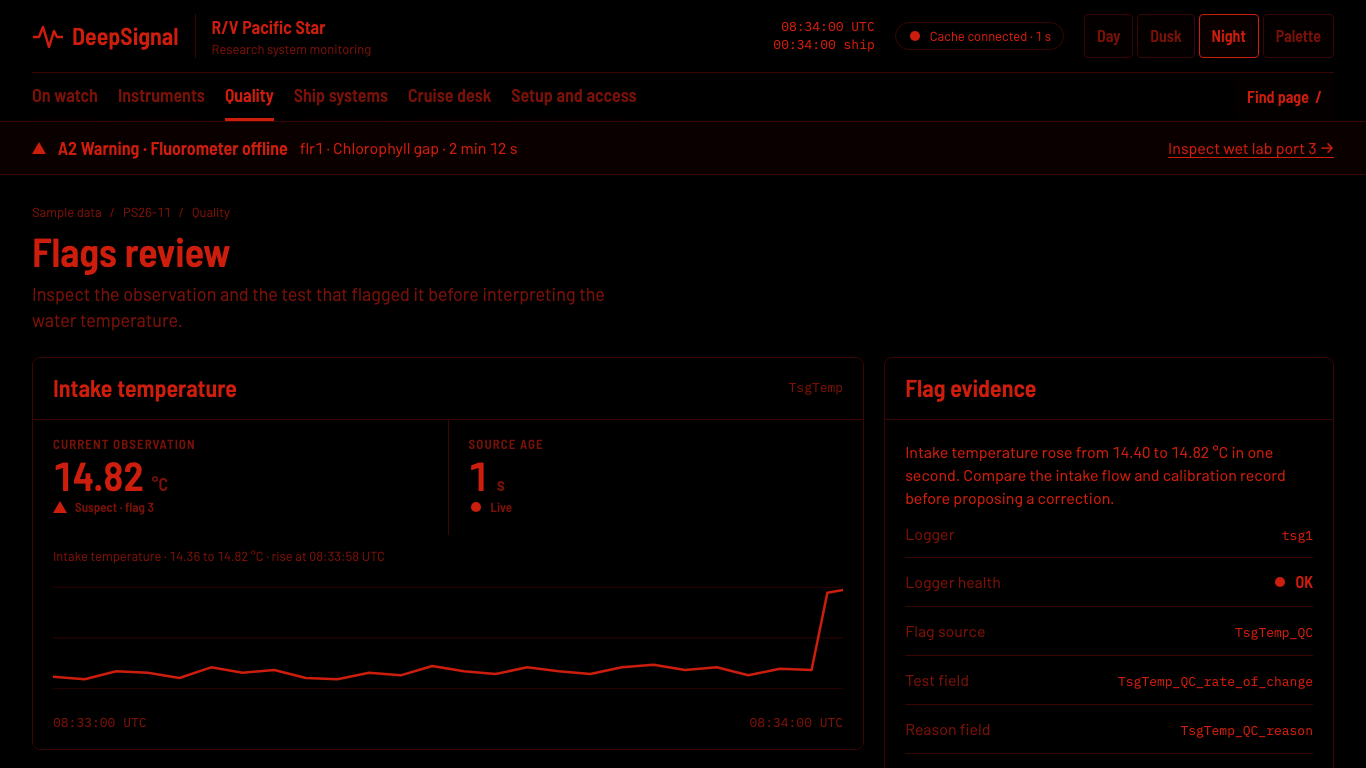 DeepSignal
R/V Pacific Star
Research system monitoring
08:34:00 UTC
00:34:00 ship
Cache connected · 1 s
Day
Dusk
Night
Palette
On watch
Instruments
Quality
Ship systems
Cruise desk
Setup and access
Find page /
A2 Warning · Fluorometer offline
flr1 · Chlorophyll gap · 2 min 12 s
Inspect wet lab port 3 →
Sample data / PS26-11 / Quality
Flags review
Inspect the observation and the test that flagged it before interpreting the
water temperature.
Intake temperature
TsgTemp
CURRENT OBSERVATION
14.82 °C
Suspect · flag 3
SOURCE AGE
1 s
Live
Intake temperature · 14.36 to 14.82 °C · rise at 08:33:58 UTC
08:33:00 UTC
08:34:00 UTC
Flag evidence
Intake temperature rose from 14.40 to 14.82 °C in one
second. Compare the intake flow and calibration record
before proposing a correction.
Logger
tsg1
Logger health
OK
Flag source
TsgTemp_QC
Test field
TsgTemp_QC_rate_of_change
Reason field
TsgTemp_QC_reason